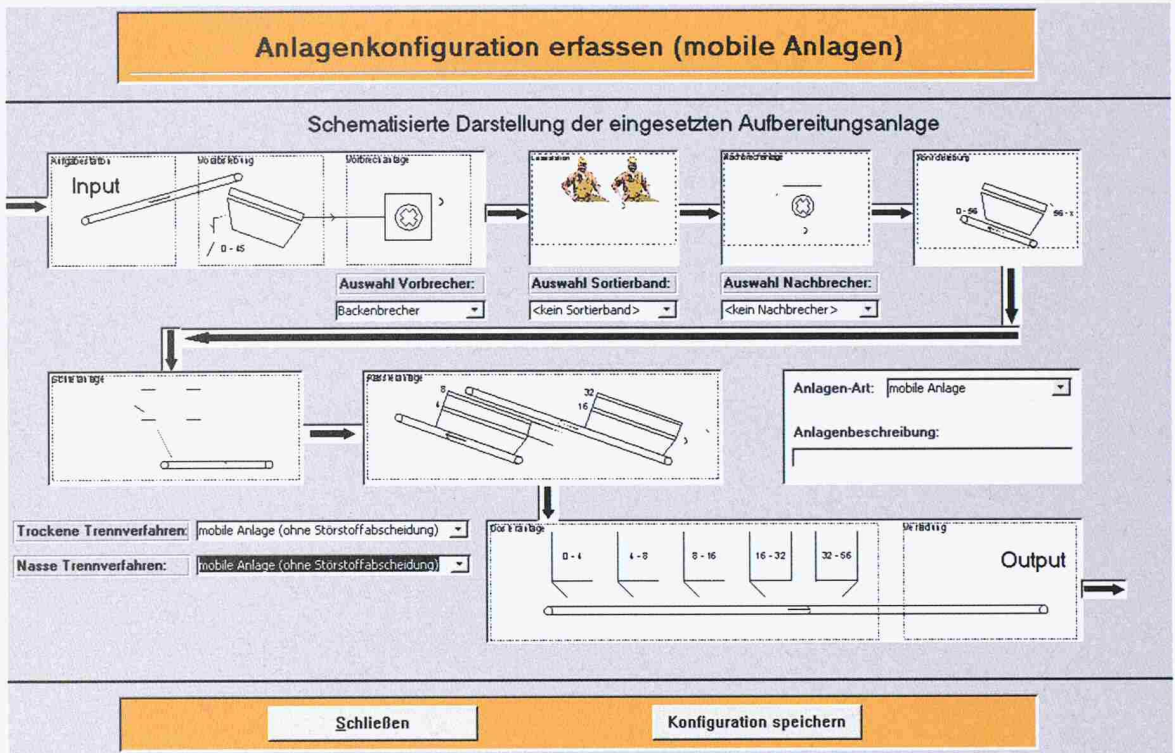 Anlagenkonfiguration erfassen (mobile Anlagen)
Schematisierte Darstellung der eingesetzten Aufbereitungsanlage
Input
0 - 45
0 - 56
56 - x
Auswahl Vorbrecher:
Backenbrecher
Auswahl Sortierband:
<kein Sortierband>
Auswahl Nachbrecher:
<kein Nachbrecher>
8
4
32
16
Anlagen-Art:
mobile Anlage
Anlagenbeschreibung:
Trockene Trennverfahren:
mobile Anlage (ohne Störstoffabscheidung)
Nasse Trennverfahren:
mobile Anlage (ohne Störstoffabscheidung)
0 - 4
4 - 8
8 - 16
16 - 32
32 - 56
Output
Schließen
Konfiguration speichern